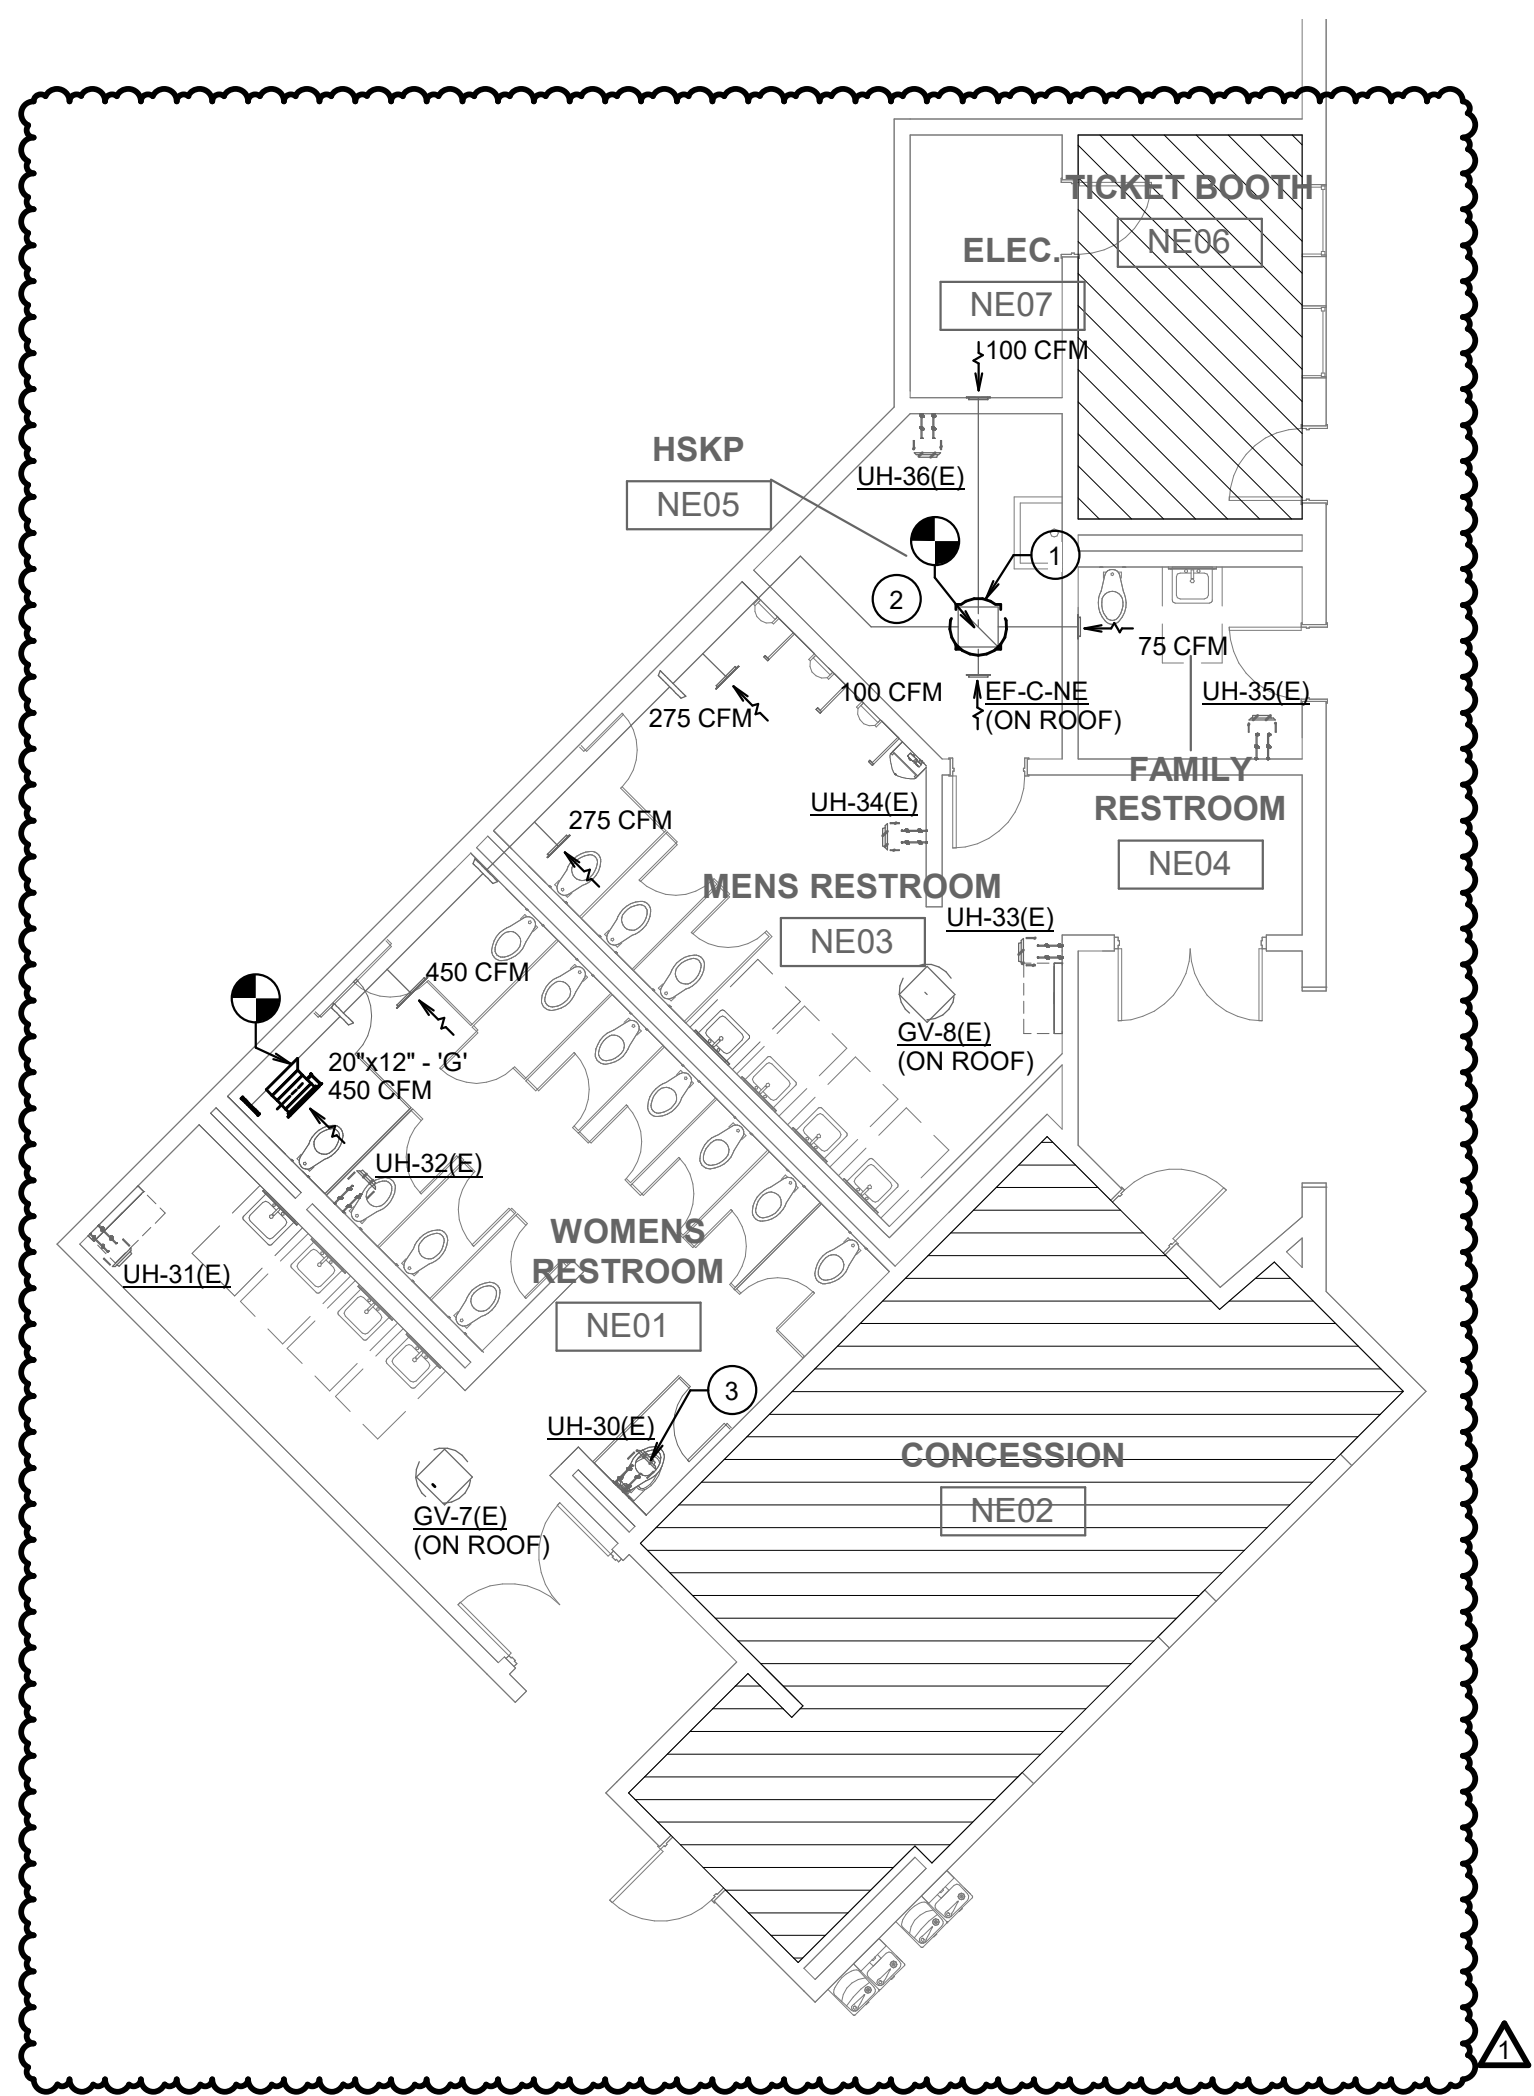 TICKET BOOTH
NE06
ELEC.
NE07
100 CFM
HSKP
NE05
UH-36(E)
1
2
75 CFM
100 CFM
EF-C-NE
(ON ROOF)
UH-35(E)
275 CFM
FAMILY
RESTROOM
NE04
UH-34(E)
275 CFM
MENS RESTROOM
NE03
UH-33(E)
450 CFM
GV-8(E)
(ON ROOF)
20"x12" - 'G'
450 CFM
UH-32(E)
WOMENS
RESTROOM
NE01
UH-31(E)
3
UH-30(E)
CONCESSION
NE02
GV-7(E)
(ON ROOF)
1